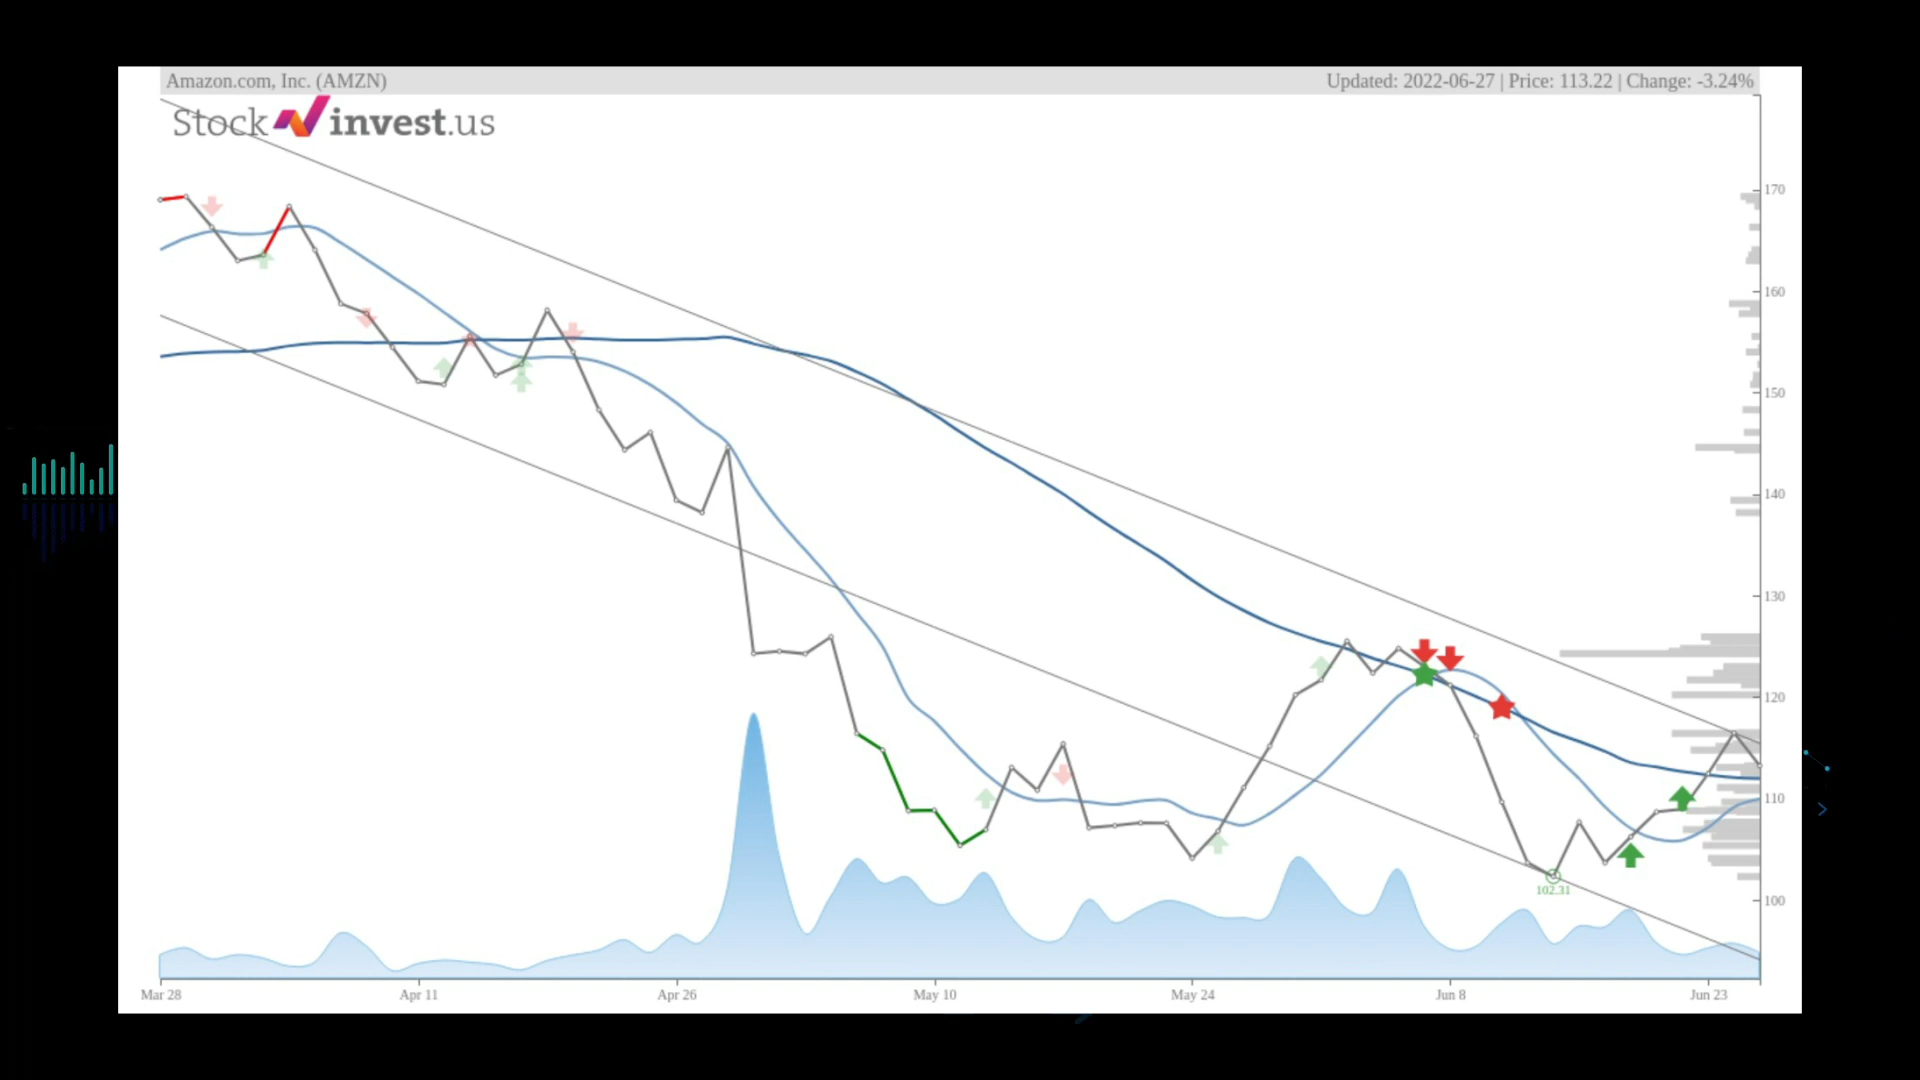 Amazon.com, Inc. (AMZN)
Updated: 2022-06-27 | Price: 113.22 | Change: -3.24%
Stock invest.us
170
160
150
140
130
120
110
100
102.31
Mar 28
Apr 11
Apr 26
May 10
May 24
Jun 8
Jun 23